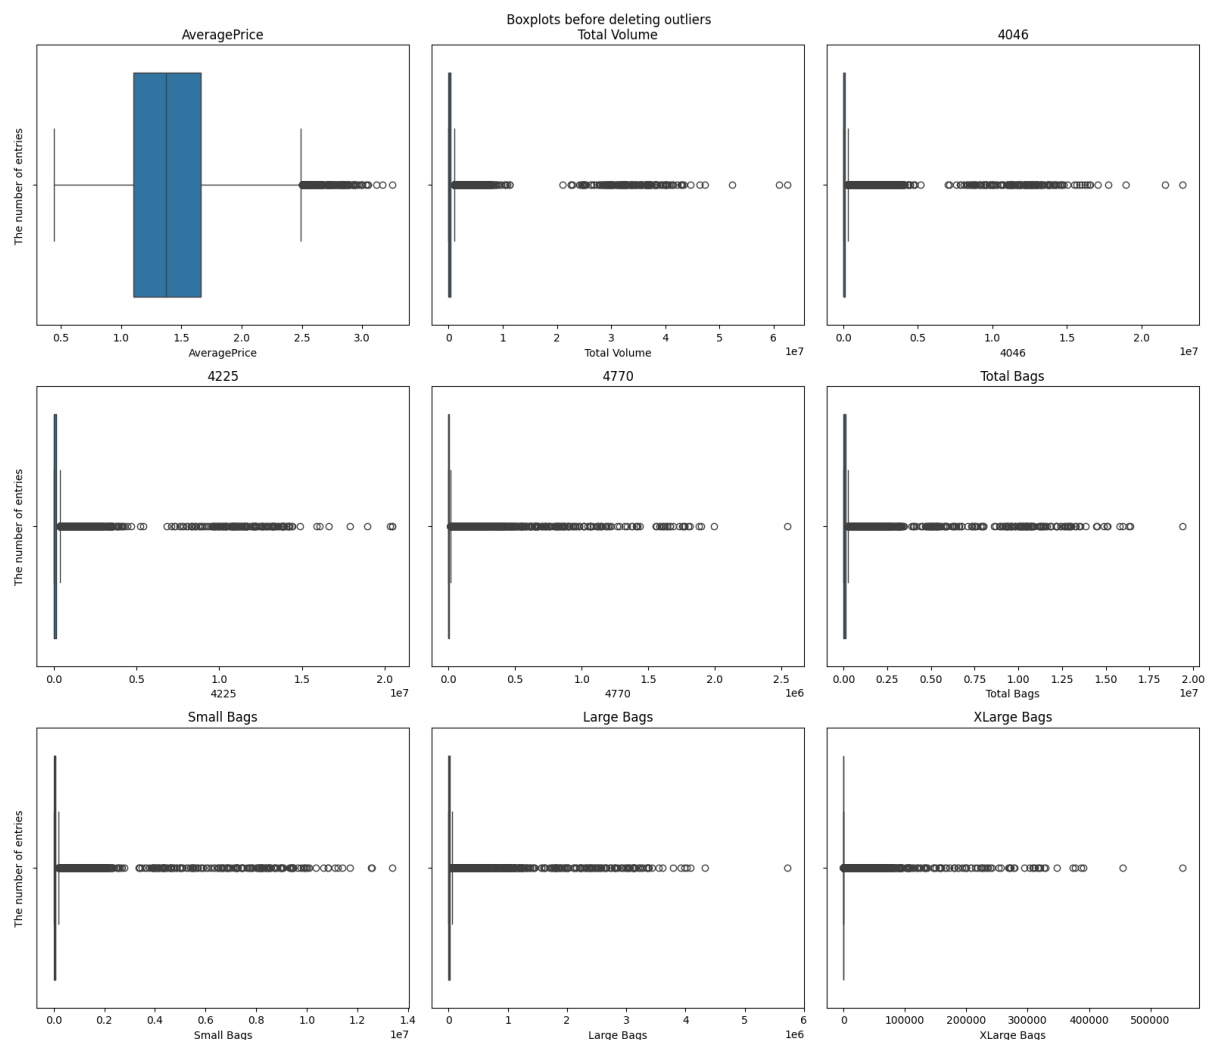 Boxplots before deleting outliers
AveragePrice
Total Volume
4046
The number of entries
0.5 1.0 1.5 2.0 2.5 3.0
AveragePrice
0 1 2 3 4 5 6
1e7
Total Volume
0.0 0.5 1.0 1.5 2.0
1e7
4046
4225
4770
Total Bags
The number of entries
0.0 0.5 1.0 1.5 2.0
1e7
4225
0.0 0.5 1.0 1.5 2.0 2.5
1e6
4770
0.00 0.25 0.50 0.75 1.00 1.25 1.50 1.75 2.00
1e7
Total Bags
Small Bags
Large Bags
XLarge Bags
The number of entries
0.0 0.2 0.4 0.6 0.8 1.0 1.2 1.4
1e7
Small Bags
0 1 2 3 4 5 6
1e6
Large Bags
0 100000 200000 300000 400000 500000
XLarge Bags